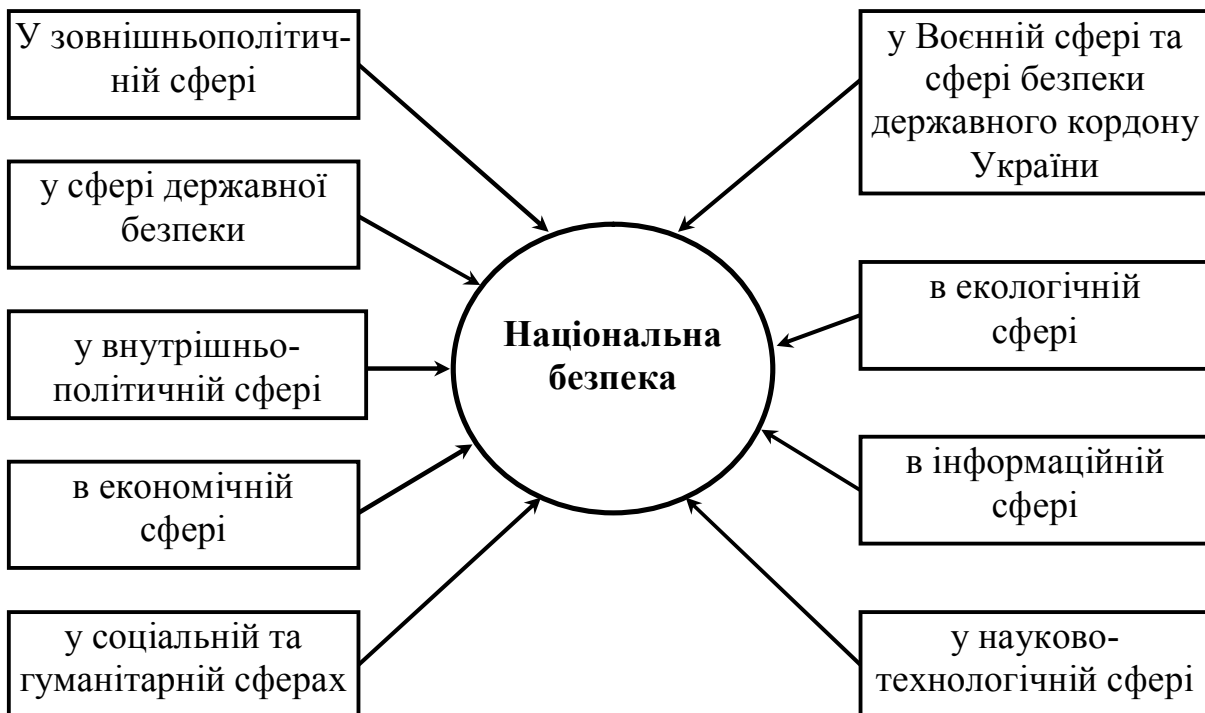 У зовнішньополітич-
ній сфері
у сфері державної
безпеки
у внутрішньо-
політичній сфері
в економічній
сфері
у соціальній та
гуманітарній сферах
Національна
безпека
у Воєнній сфері та
сфері безпеки
державного кордону
України
в екологічній
сфері
в інформаційній
сфері
у науково-
технологічній сфері